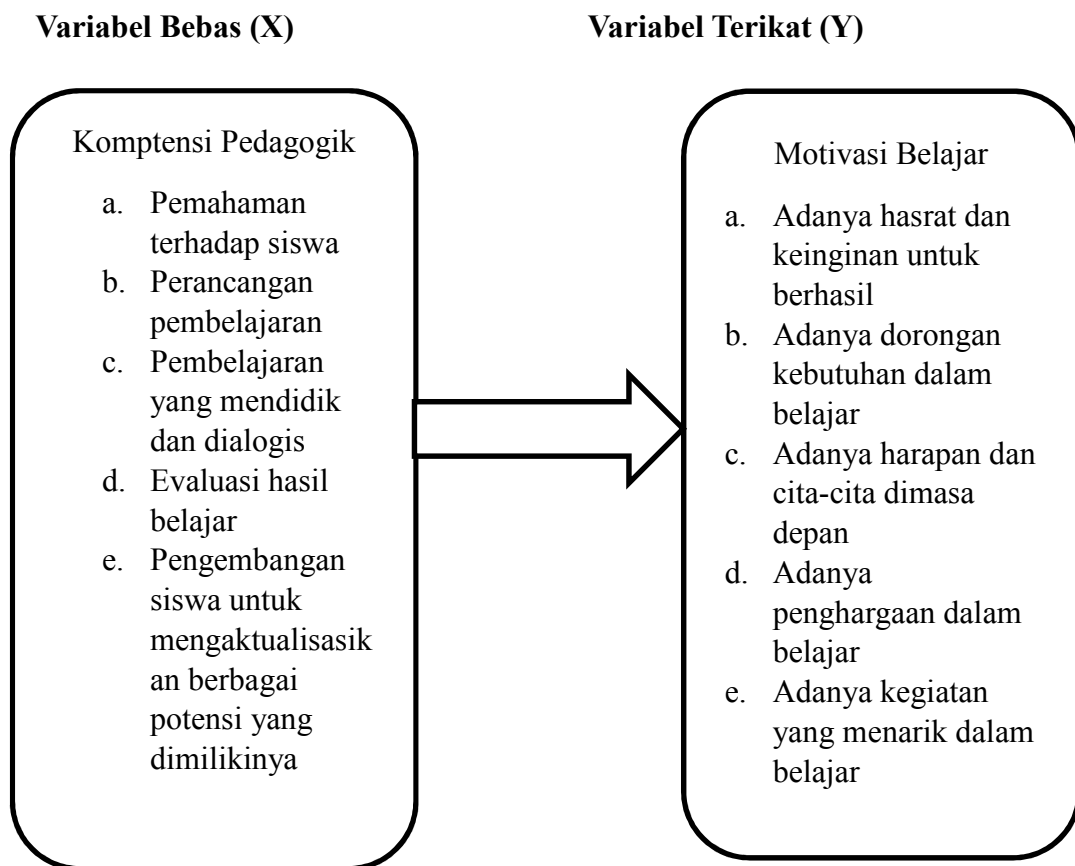 Variabel Bebas (X)
Variabel Terikat (Y)
Komptensi Pedagogik
a. Pemahaman
terhadap siswa
b. Perancangan
pembelajaran
c. Pembelajaran
yang mendidik
dan dialogis
d. Evaluasi hasil
belajar
e. Pengembangan
siswa untuk
mengaktualisasik
an berbagai
potensi yang
dimilikinya
Motivasi Belajar
a. Adanya hasrat dan
keinginan untuk
berhasil
b. Adanya dorongan
kebutuhan dalam
belajar
c. Adanya harapan dan
cita-cita dimasa
depan
d. Adanya
penghargaan dalam
belajar
e. Adanya kegiatan
yang menarik dalam
belajar